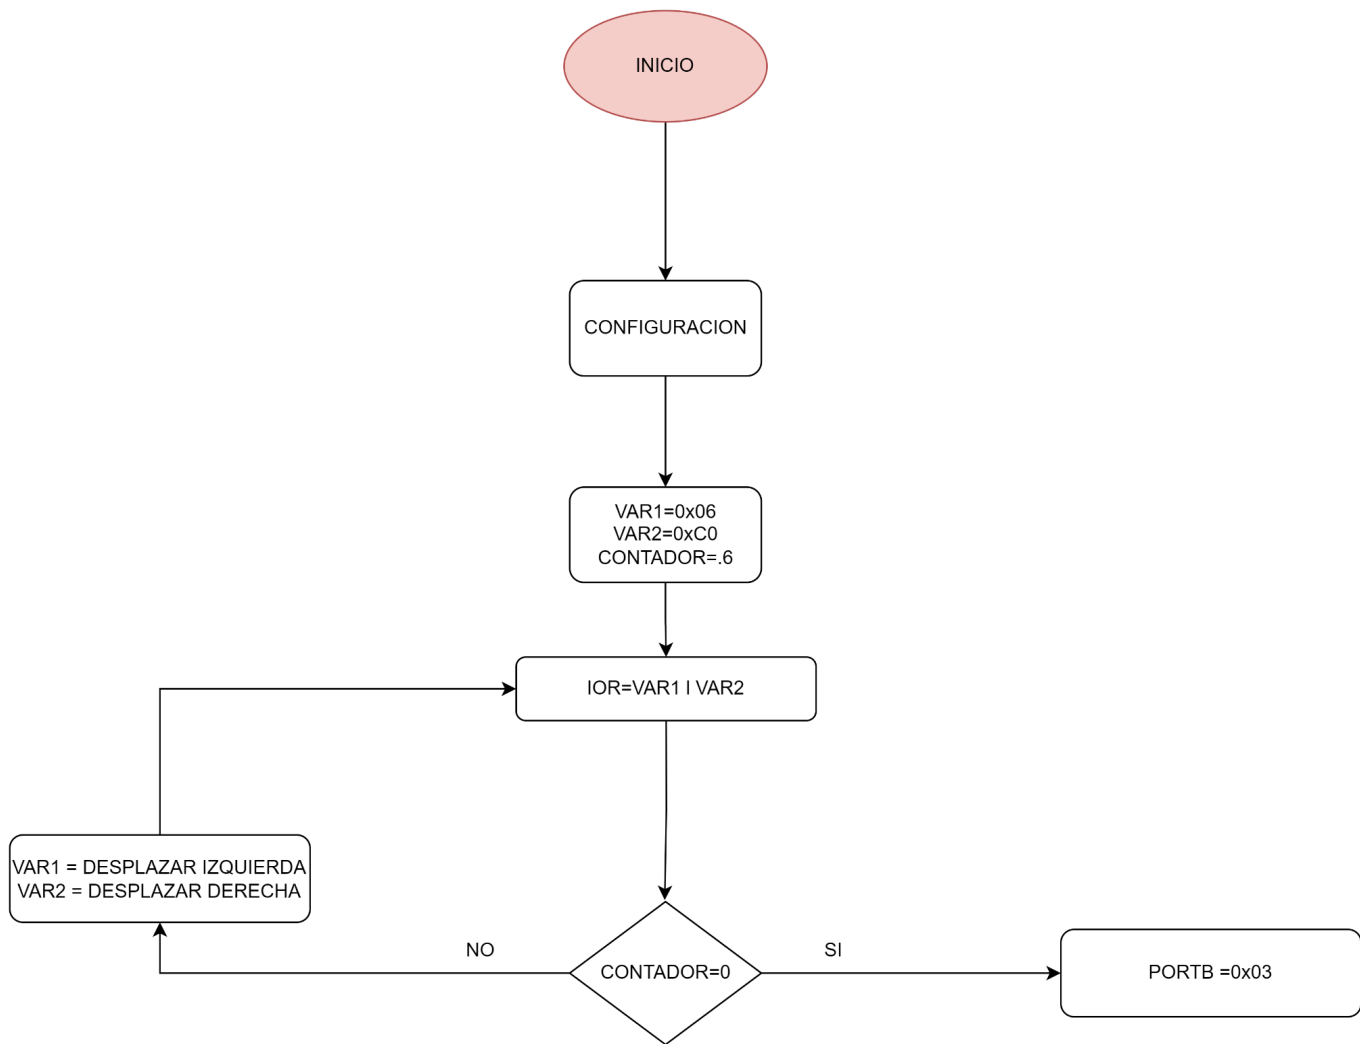 INICIO
CONFIGURACION
VAR1=0x06
VAR2=0xC0
CONTADOR=.6
IOR=VAR1 I VAR2
VAR1 = DESPLAZAR IZQUIERDA
VAR2 = DESPLAZAR DERECHA
NO
CONTADOR=0
SI
PORTB =0x03